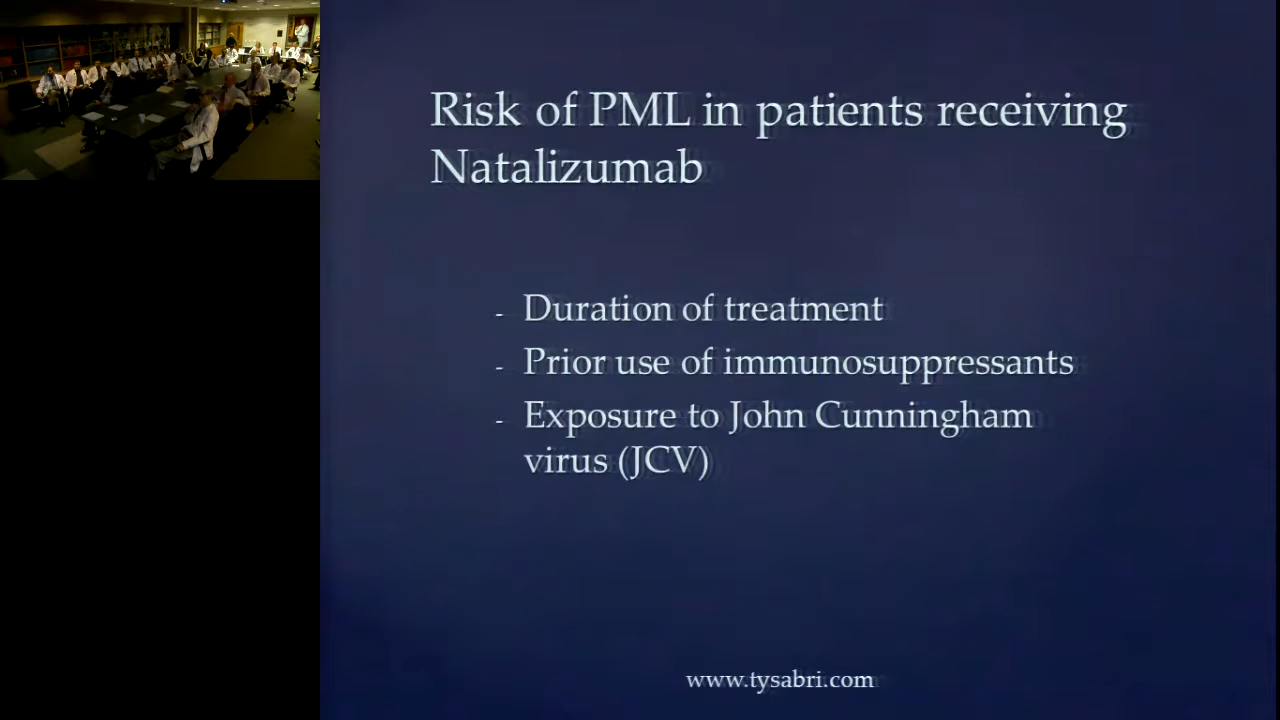 Risk of PML in patients receiving
Natalizumab
- Duration of treatment
- Prior use of immunosuppressants
- Exposure to John Cunningham
virus (JCV)
www.tysabri.com